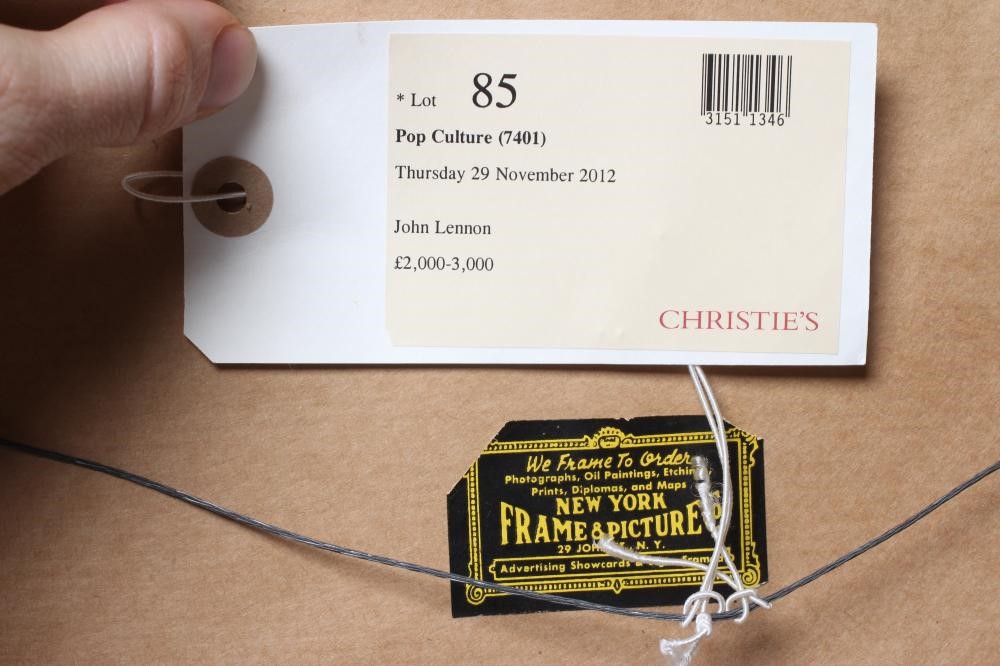 * Lot 85
3151 1346
Pop Culture (7401)
Thursday 29 November 2012
John Lennon
£2,000-3,000
CHRISTIE'S
We Frame To Order
Photographs, Oil Paintings,
Prints, Diplomas, and Maps
NEW YORK
FRAME & PICTURE
29 N. Y.
Advertising Showcards &